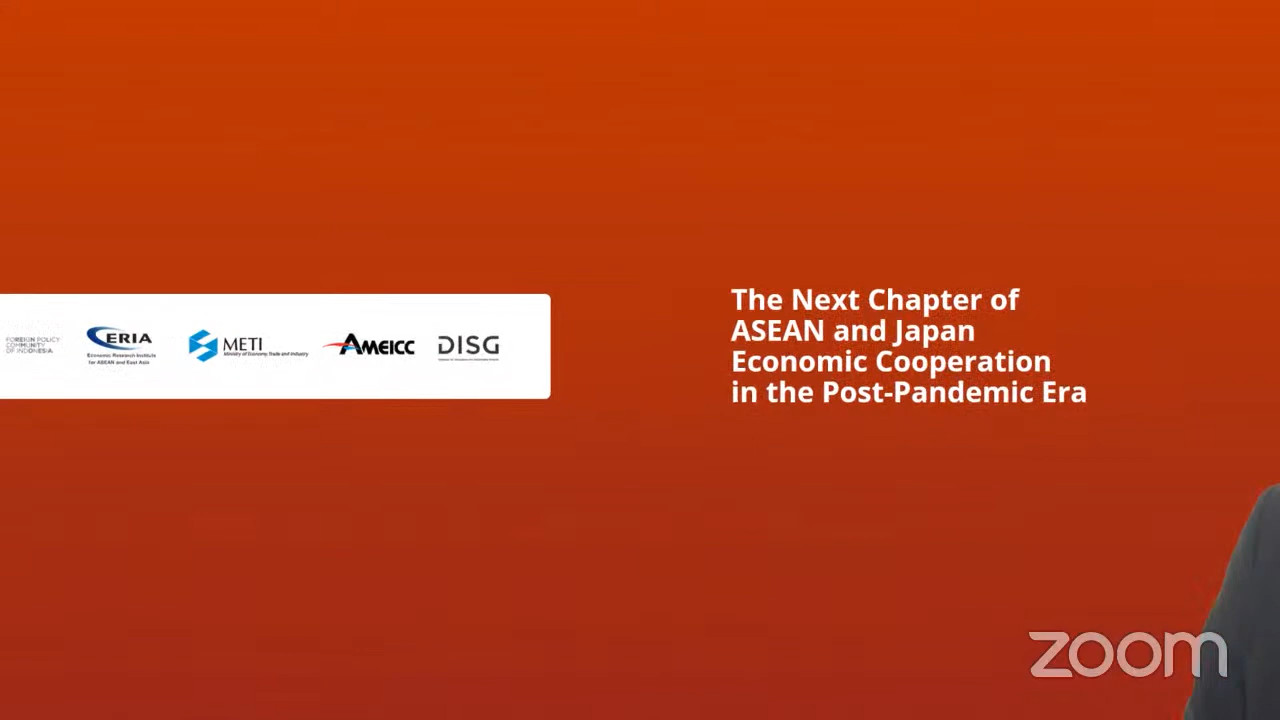 FOREIGN POLICY
COMMUNITY
OF INDONESIA
ERIA
Economic Research Institute
for ASEAN and East Asia
METI
Ministry of Economy, Trade and Industry
AMEICC
DISG
The Next Chapter of
ASEAN and Japan
Economic Cooperation
in the Post-Pandemic Era
zoom